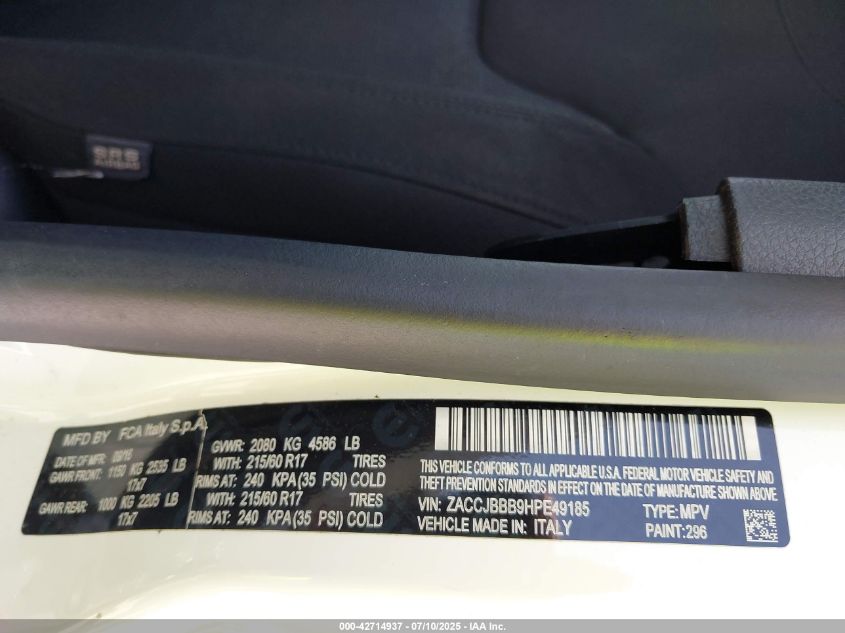 SRS
AIRBAG
MFD BY FCA Italy S.p.A.
DATE OF MFR 09/16
GAWR FRONT: 1150 KG 2535 LB
17x7
GAWR REAR: 1000 KG 2205 LB
17x7
GVWR: 2080 KG 4586 LB
WITH: 215/60 R17 TIRES
RIMS AT: 240 KPA(35 PSI) COLD
WITH: 215/60 R17 TIRES
RIMS AT: 240 KPA(35 PSI) COLD
THIS VEHICLE CONFORMS TO ALL APPLICABLE U.S.A. FEDERAL MOTOR VEHICLE SAFETY AND
THEFT PREVENTION STANDARDS IN EFFECT ON THE DATE OF MANUFACTURE SHOWN ABOVE.
VIN: ZACCJBBB9HPE49185 TYPE: MPV
VEHICLE MADE IN: ITALY PAINT:296
000-42714937 - 07/10/2025 - IAA Inc.